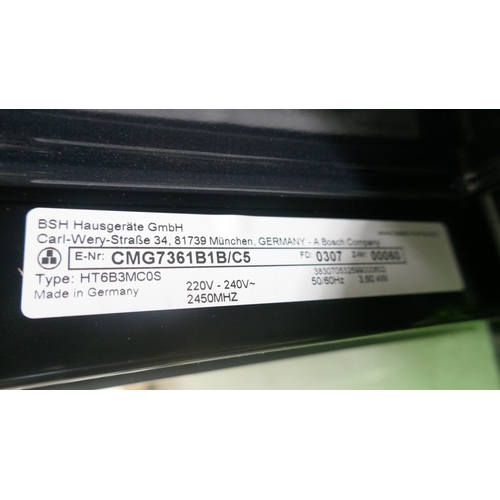 BSH Hausgeräte GmbH
Carl-Wery-Straße 34, 81739 München, GERMANY - A Bosch Company
E-Nr: CMG7361B1B/C5 FD: 0307 Z-Nr: 00060
Type: HT6B3MC0S
Made in Germany 220V - 240V~ 50/60Hz
2450MHZ